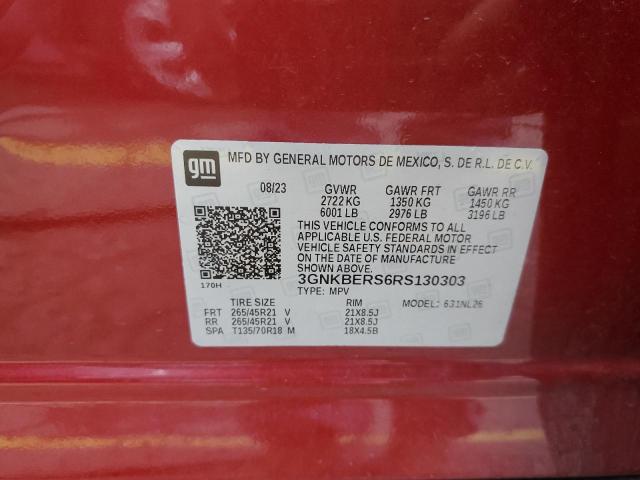 gm MFD BY GENERAL MOTORS DE MEXICO, S. DE R.L. DE C.V.
08/23 GVWR GAWR FRT GAWR RR
2722 KG 1350 KG 1450 KG
6001 LB 2976 LB 3196 LB
THIS VEHICLE CONFORMS TO ALL
APPLICABLE U.S. FEDERAL MOTOR
VEHICLE SAFETY STANDARDS IN EFFECT
ON THE DATE OF MANUFACTURE
SHOWN ABOVE.
170H 3GNKBERS6RS130303
TYPE: MPV MODEL: 631NL26
TIRE SIZE RIM
FRT 265/45R21 V 21X8.5J
RR 265/45R21 V 21X8.5J
SPA T135/70R18 M 18X4.5B